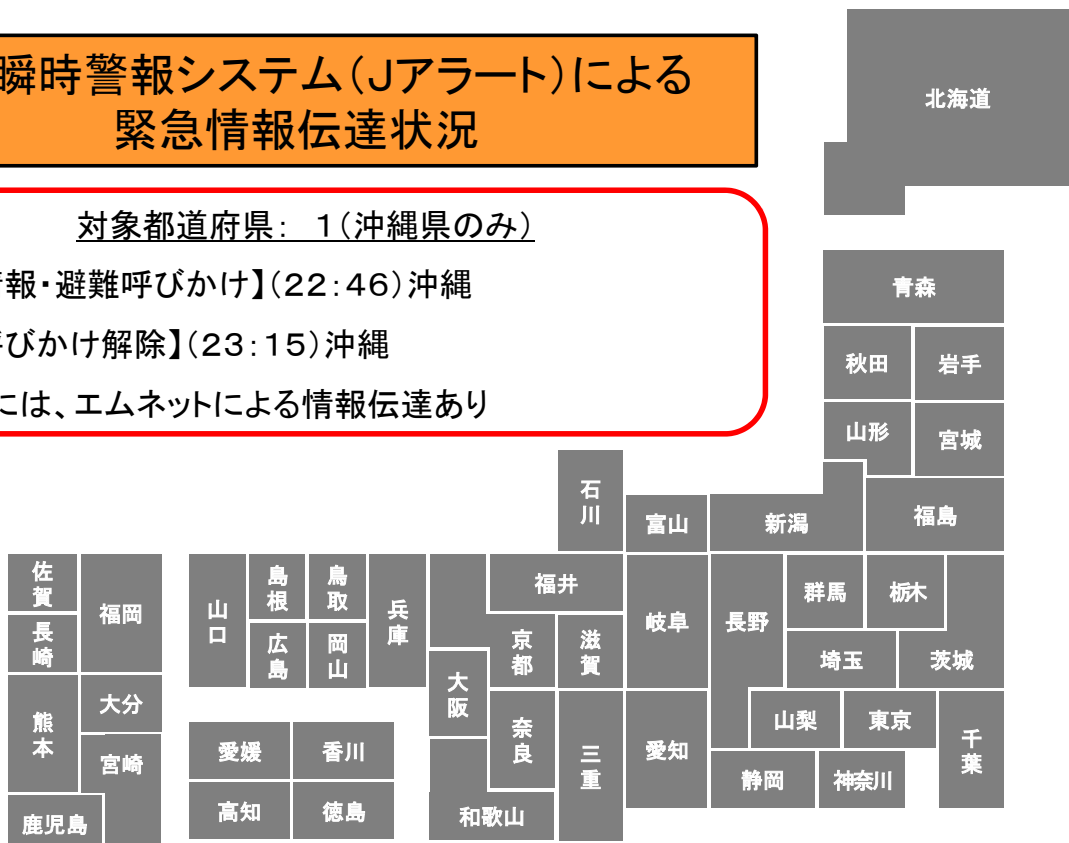 瞬時警報システム(Jアラート)による
緊急情報伝達状況
対象都道府県: 1(沖縄県のみ)
情報・避難呼びかけ】(22:46)沖縄
呼びかけ解除】(23:15)沖縄
には、エムネットによる情報伝達あり
北海道
青森
秋田
岩手
山形
宮城
石川
富山
新潟
福島
佐賀
福岡
山口
島根
鳥取
兵庫
福井
岐阜
長野
群馬
栃木
長崎
広島
岡山
京都
滋賀
埼玉
茨城
熊本
大分
大阪
奈良
三重
愛知
山梨
東京
千葉
宮崎
愛媛
香川
静岡
神奈川
鹿児島
高知
徳島
和歌山